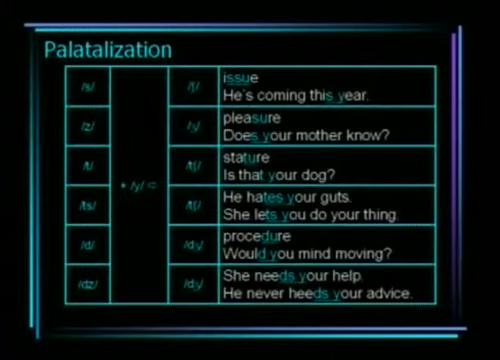 Palatalization
/s/ /ʃ/ issue
He's coming this year.
/z/ /ʒ/ pleasure
Does your mother know?
/t/ /tʃ/ stature
Is that your dog?
+ /y/ ⇨
/ts/ /tʃ/ He hates your guts.
She lets you do your thing.
/d/ /dʒ/ procedure
Would you mind moving?
/dz/ /dʒ/ She needs your help.
He never heeds your advice.